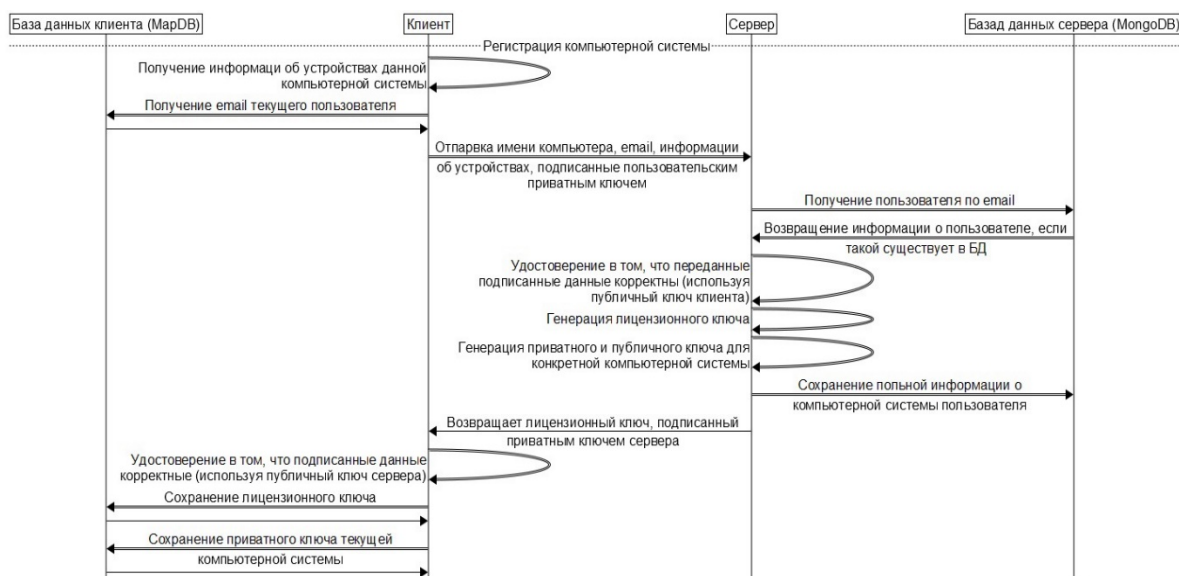 База данных клиента (MapDB)
Клиент
Сервер
Базад данных сервера (MongoDB)
Регистрация компьютерной системы
Получение информаци об устройствах данной
компьютерной системы
Получение email текущего пользователя
Отпарвка имени компьютера, email, информации
об устройствах, подписанные пользовательским
приватным ключем
Получение пользователя по email
Возвращение информации о пользователе, если
такой существует в БД
Удостоверение в том, что переданные
подписанные данные корректны (используя
публичный ключ клиента)
Генерация лицензионного ключа
Генерация приватного и публичного ключа для
конкретной компьютерной системы
Сохранение польной информации о
компьютерной системы пользователя
Возвращает лицензионный ключ, подписанный
приватным ключем сервера
Удостоверение в том, что подписанные данные
корректные (используя публичный ключ сервера)
Сохранение лицензионного ключа
Сохранение приватного ключа текущей
компьютерной системы